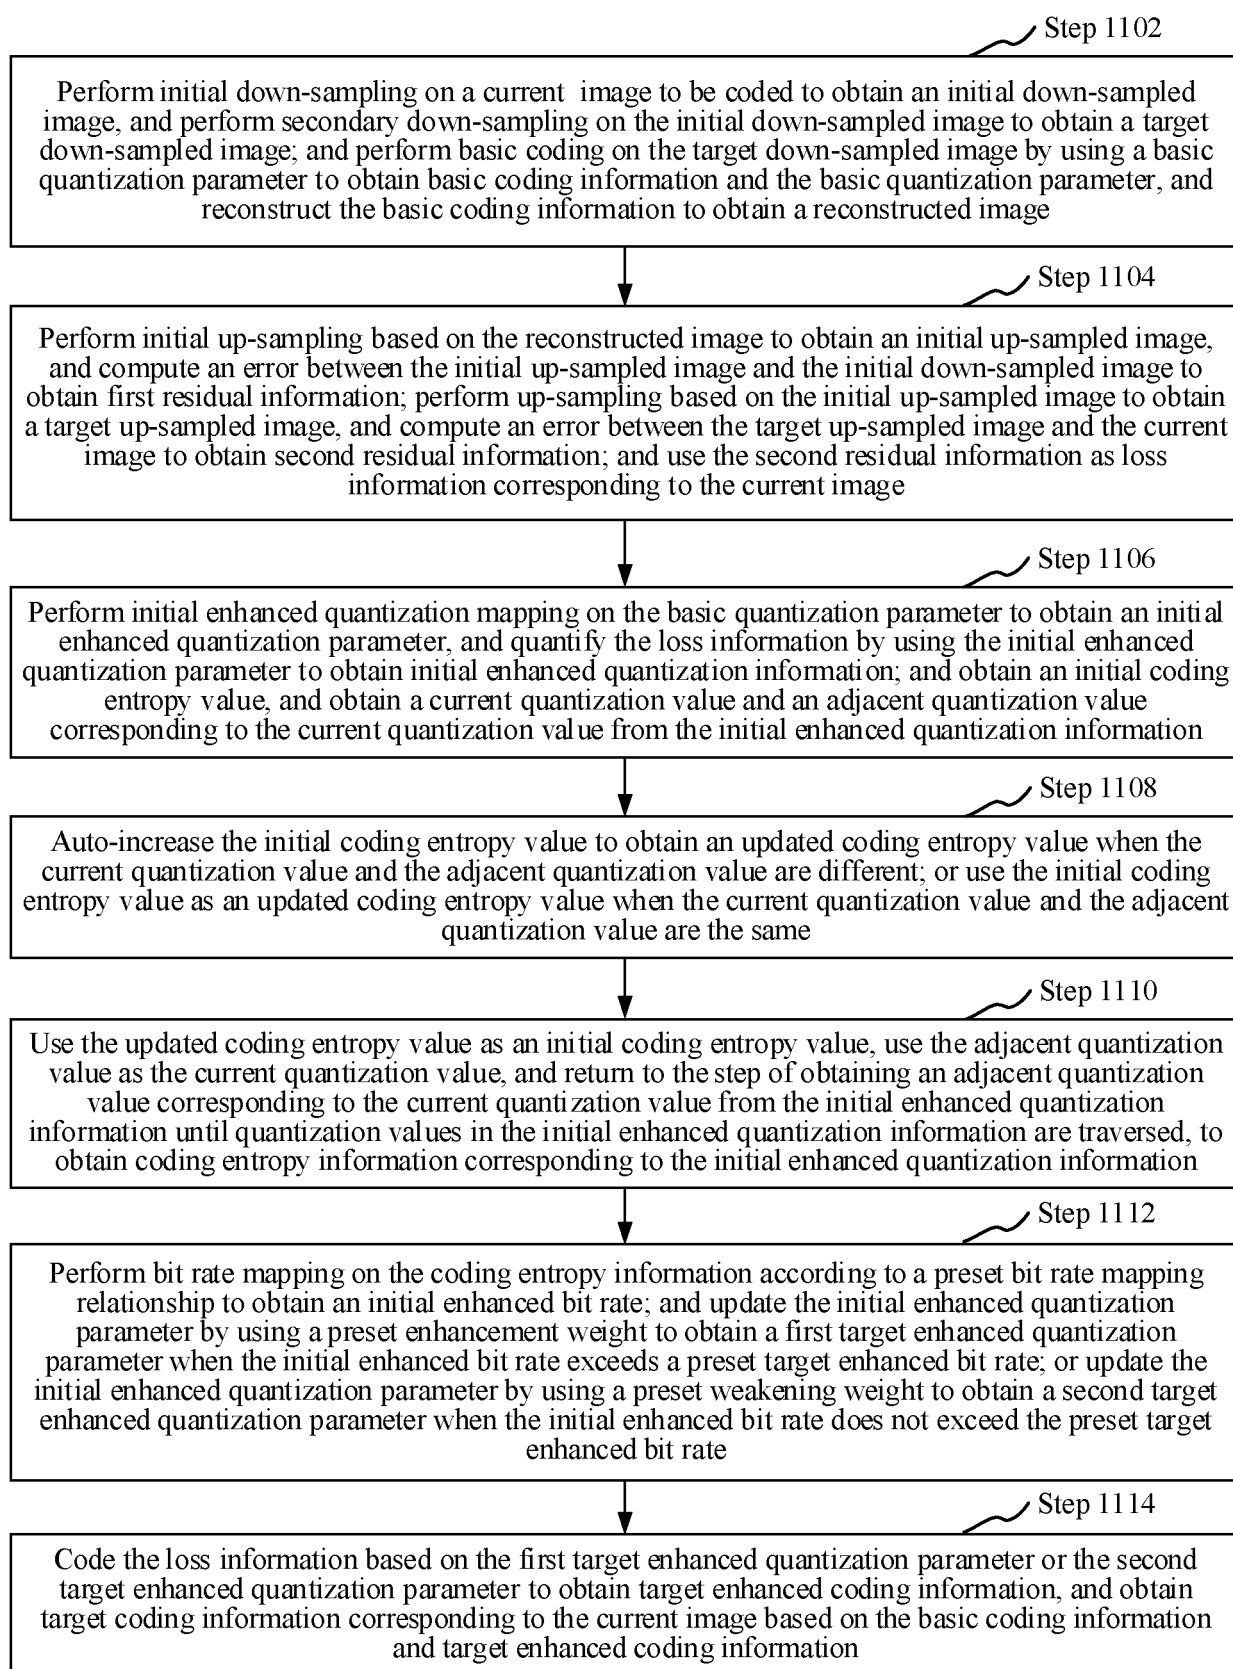 Step 1102
Perform initial down-sampling on a current image to be coded to obtain an initial down-sampled
image, and perform secondary down-sampling on the initial down-sampled image to obtain a target
down-sampled image; and perform basic coding on the target down-sampled image by using a basic
quantization parameter to obtain basic coding information and the basic quantization parameter, and
reconstruct the basic coding information to obtain a reconstructed image
Step 1104
Perform initial up-sampling based on the reconstructed image to obtain an initial up-sampled image,
and compute an error between the initial up-sampled image and the initial down-sampled image to
obtain first residual information; perform up-sampling based on the initial up-sampled image to obtain
a target up-sampled image, and compute an error between the target up-sampled image and the current
image to obtain second residual information; and use the second residual information as loss
information corresponding to the current image
Step 1106
Perform initial enhanced quantization mapping on the basic quantization parameter to obtain an initial
enhanced quantization parameter, and quantify the loss information by using the initial enhanced
quantization parameter to obtain initial enhanced quantization information; and obtain an initial coding
entropy value, and obtain a current quantization value and an adjacent quantization value
corresponding to the current quantization value from the initial enhanced quantization information
Step 1108
Auto-increase the initial coding entropy value to obtain an updated coding entropy value when the
current quantization value and the adjacent quantization value are different; or use the initial coding
entropy value as an updated coding entropy value when the current quantization value and the adjacent
quantization value are the same
Step 1110
Use the updated coding entropy value as an initial coding entropy value, use the adjacent quantization
value as the current quantization value, and return to the step of obtaining an adjacent quantization
value corresponding to the current quantization value from the initial enhanced quantization
information until quantization values in the initial enhanced quantization information are traversed, to
obtain coding entropy information corresponding to the initial enhanced quantization information
Step 1112
Perform bit rate mapping on the coding entropy information according to a preset bit rate mapping
relationship to obtain an initial enhanced bit rate; and update the initial enhanced quantization
parameter by using a preset enhancement weight to obtain a first target enhanced quantization
parameter when the initial enhanced bit rate exceeds a preset target enhanced bit rate; or update the
initial enhanced quantization parameter by using a preset weakening weight to obtain a second target
enhanced quantization parameter when the initial enhanced bit rate does not exceed the preset target
enhanced bit rate
Step 1114
Code the loss information based on the first target enhanced quantization parameter or the second
target enhanced quantization parameter to obtain target enhanced coding information, and obtain
target coding information corresponding to the current image based on the basic coding information
and target enhanced coding information